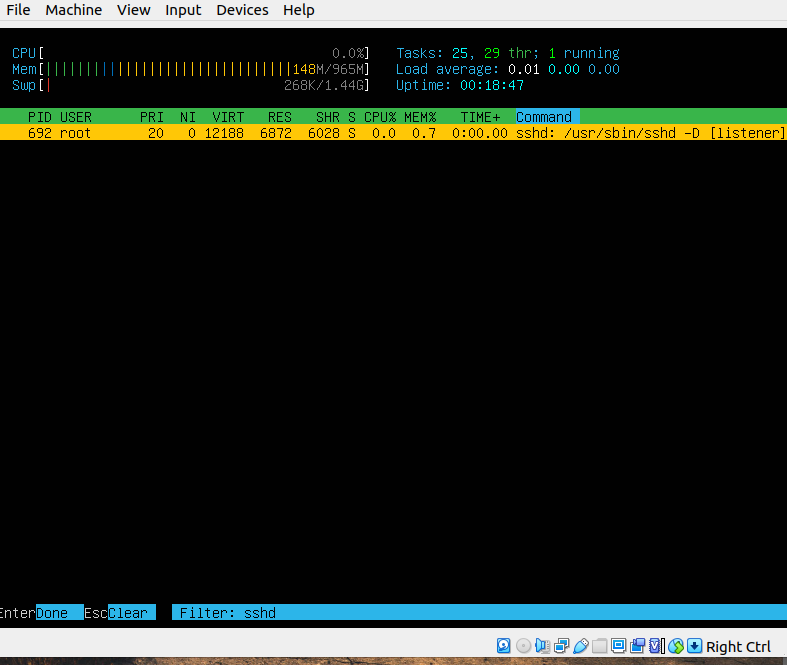 File Machine View Input Devices Help
CPU[ 0.0%] Tasks: 25, 29 thr; 1 running
Mem[||||||||||||||||||||||||||||||||148M/965M] Load average: 0.01 0.00 0.00
Swp[| 268K/1.44G] Uptime: 00:18:47
PID USER PRI NI VIRT RES SHR S CPU% MEM% TIME+ Command
692 root 20 0 12188 6872 6028 S 0.0 0.7 0:00.00 sshd: /usr/sbin/sshd -D [listener]
EnterDone EscClear Filter: sshd
Right Ctrl